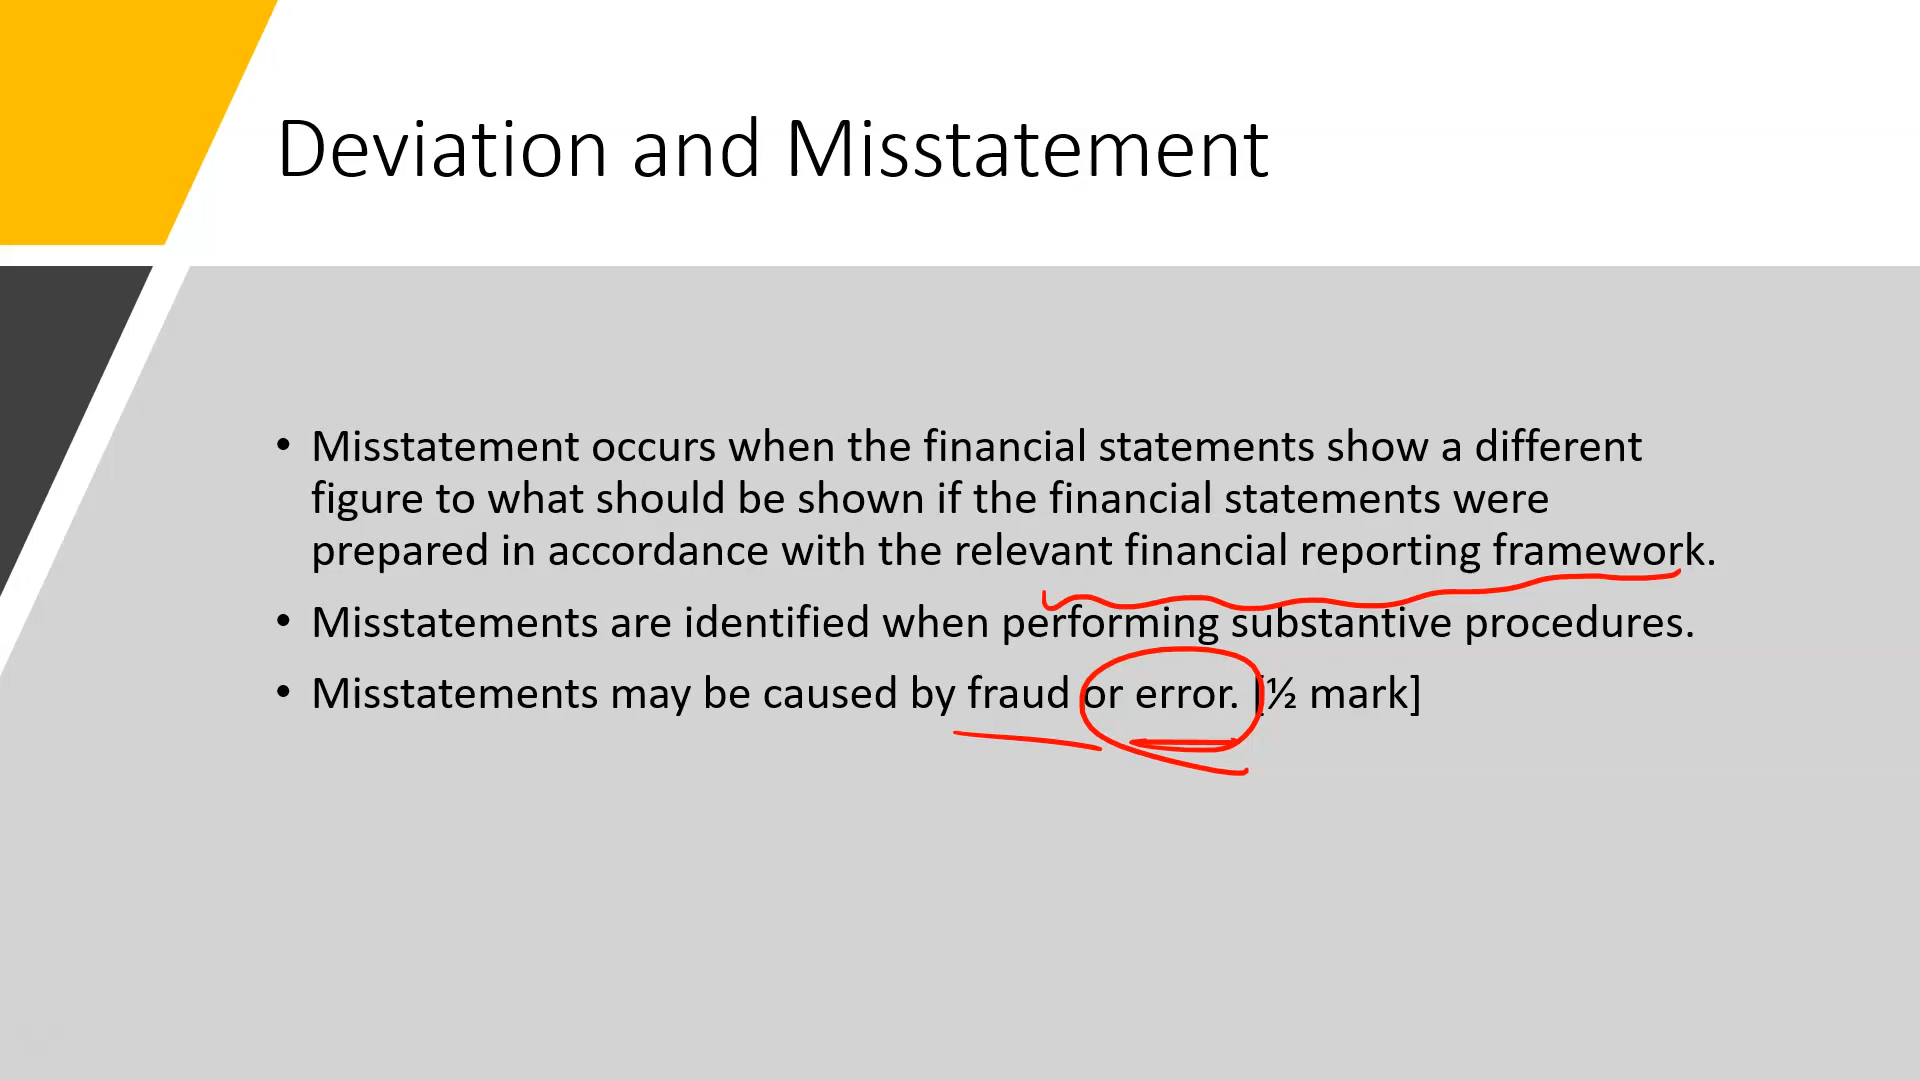 Deviation and Misstatement
• Misstatement occurs when the financial statements show a different
figure to what should be shown if the financial statements were
prepared in accordance with the relevant financial reporting framework.
• Misstatements are identified when performing substantive procedures.
• Misstatements may be caused by fraud or error. [½ mark]